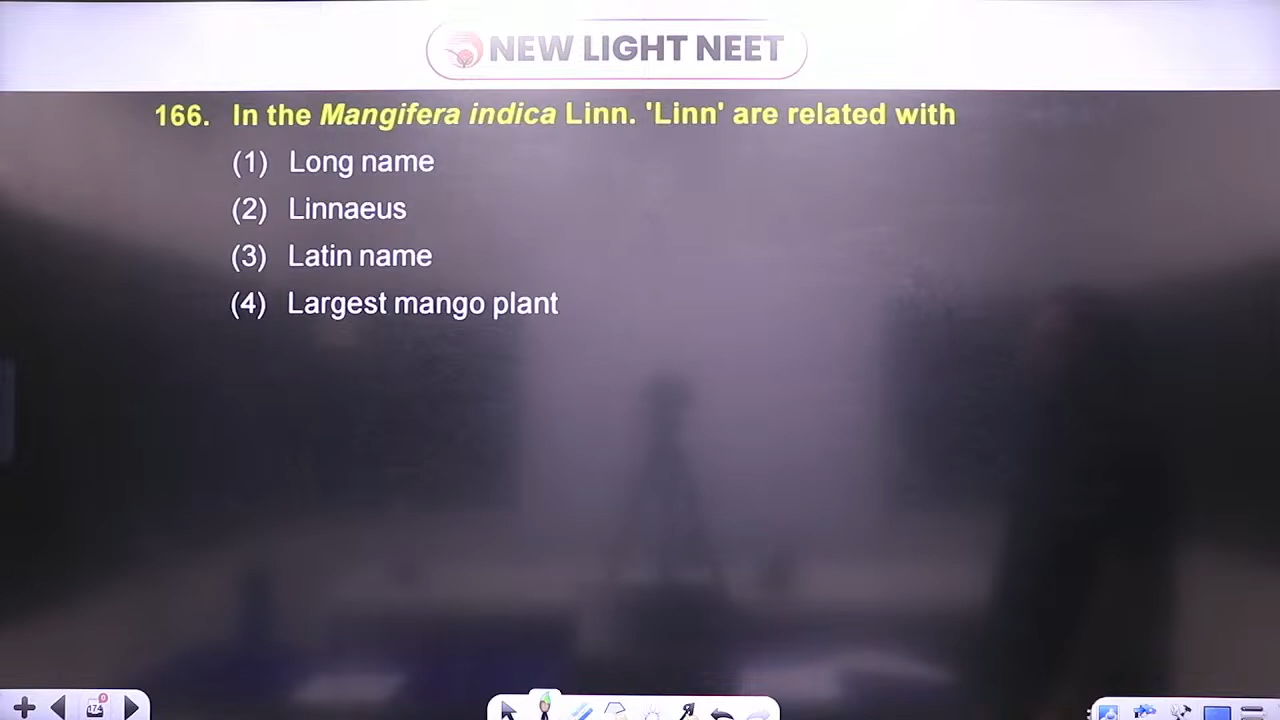 NEW LIGHT NEET
166. In the Mangifera indica Linn. 'Linn' are related with
(1) Long name
(2) Linnaeus
(3) Latin name
(4) Largest mango plant